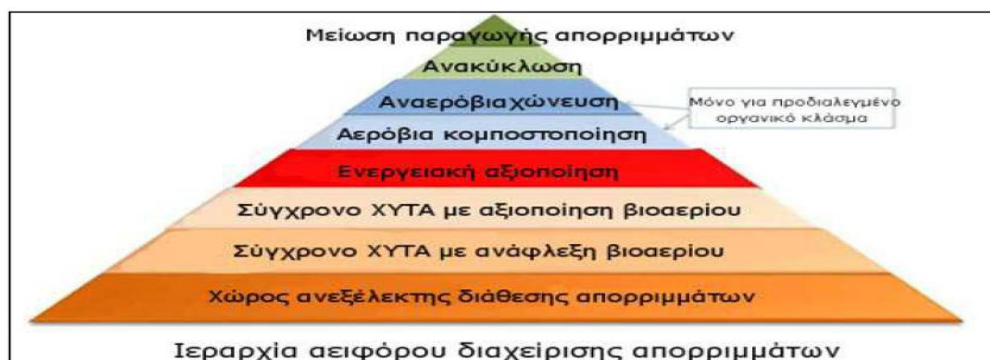 Μείωση παραγωγής απορριμμάτων
Ανακύκλωση
Αναερόβια χώνευση
Μόνο για προδιαλεγμένο
οργανικό κλάσμα
Αερόβια κομποστοποίηση
Ενεργειακή αξιοποίηση
Σύγχρονο ΧΥΤΑ με αξιοποίηση βιοαερίου
Σύγχρονο ΧΥΤΑ με ανάφλεξη βιοαερίου
Χώρος ανεξέλεκτης διάθεσης απορριμμάτων
Ιεραρχία αειφόρου διαχείρισης απορριμμάτων